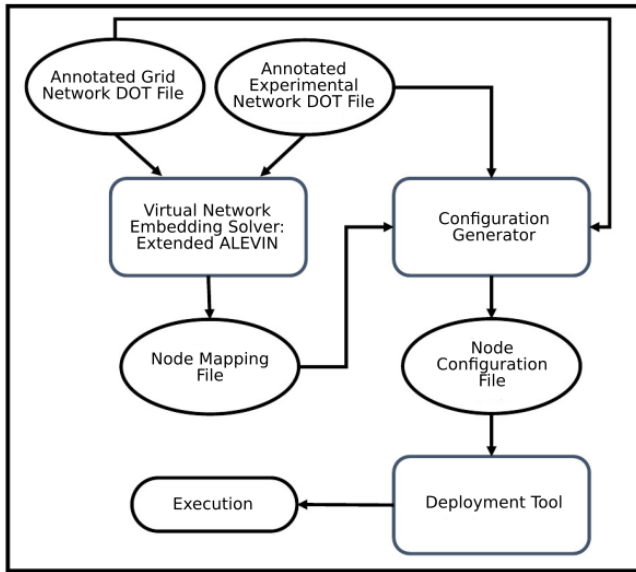 Annotated Grid
Network DOT File
Annotated
Experimental
Network DOT File
Virtual Network
Embedding Solver:
Extended ALEVIN
Configuration
Generator
Node Mapping
File
Node
Configuration
File
Execution
Deployment Tool